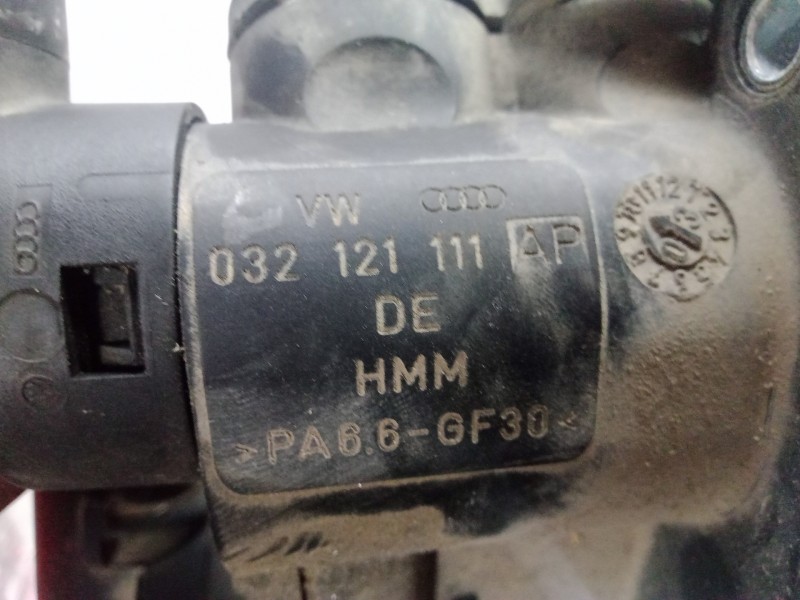 VW
032 121 111 AP
DE
HMM
>PA6.6-GF30<